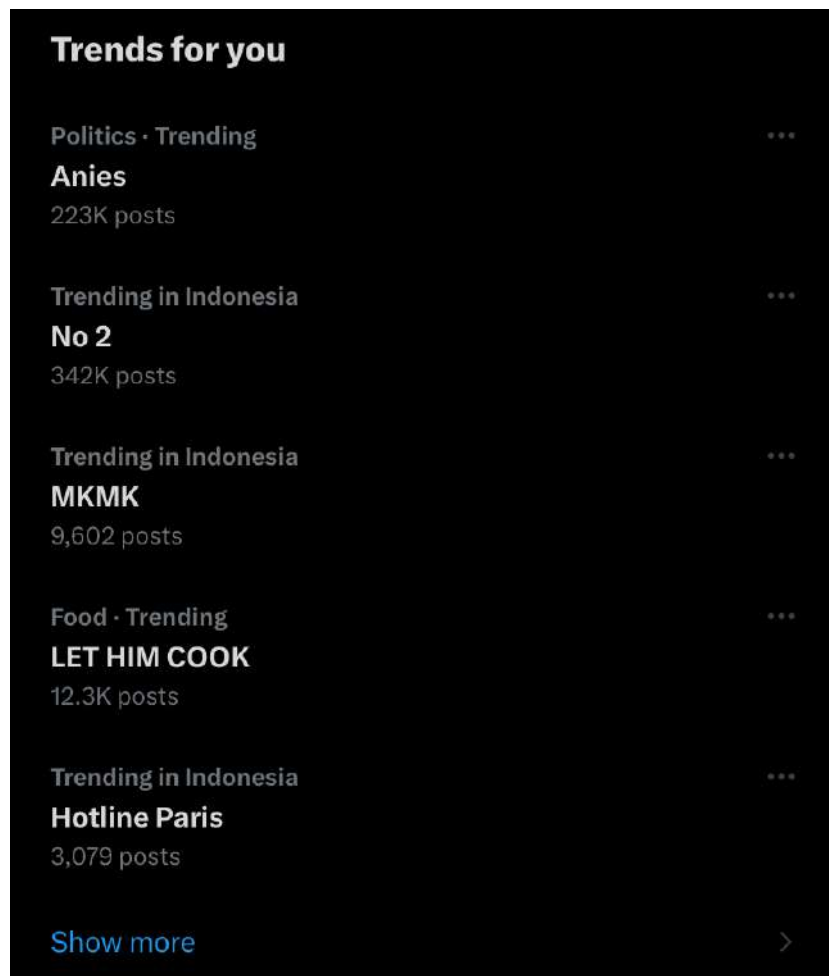 Trends for you
Politics · Trending
Anies
223K posts
Trending in Indonesia
No 2
342K posts
Trending in Indonesia
MKMK
9,602 posts
Food · Trending
LET HIM COOK
12.3K posts
Trending in Indonesia
Hotline Paris
3,079 posts
Show more